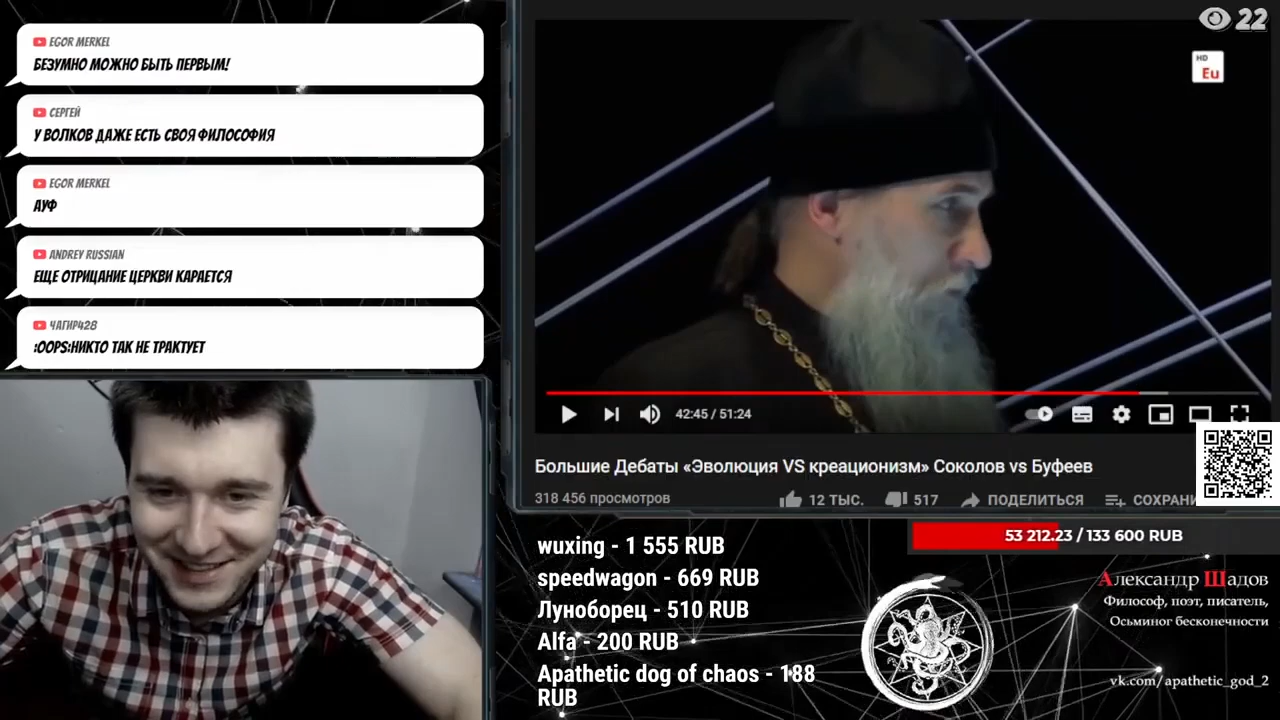 EGOR MERKEL
БЕЗУМНО МОЖНО БЫТЬ ПЕРВЫМ!
СЕРГЕЙ
У ВОЛКОВ ДАЖЕ ЕСТЬ СВОЯ ФИЛОСОФИЯ
EGOR MERKEL
АУФ
ANDREY RUSSIAN
ЕЩЕ ОТРИЦАНИЕ ЦЕРКВИ КАРАЕТСЯ
ЧАГИР428
:OOPS:НИКТО ТАК НЕ ТРАКТУЕТ
22
HD
Eu
42:45 / 51:24
Большие Дебаты «Эволюция VS креационизм» Соколов vs Буфеев
318 456 просмотров
12 ТЫС.
517
ПОДЕЛИТЬСЯ
СОХРАНИ
53 212.23 / 133 600 RUB
wuxing - 1 555 RUB
speedwagon - 669 RUB
Луноборец - 510 RUB
Alfa - 200 RUB
Apathetic dog of chaos - 188
RUB
Александр Шадов
Философ, поэт, писатель,
Осьминог бесконечности
vk.com/apathetic_god_2